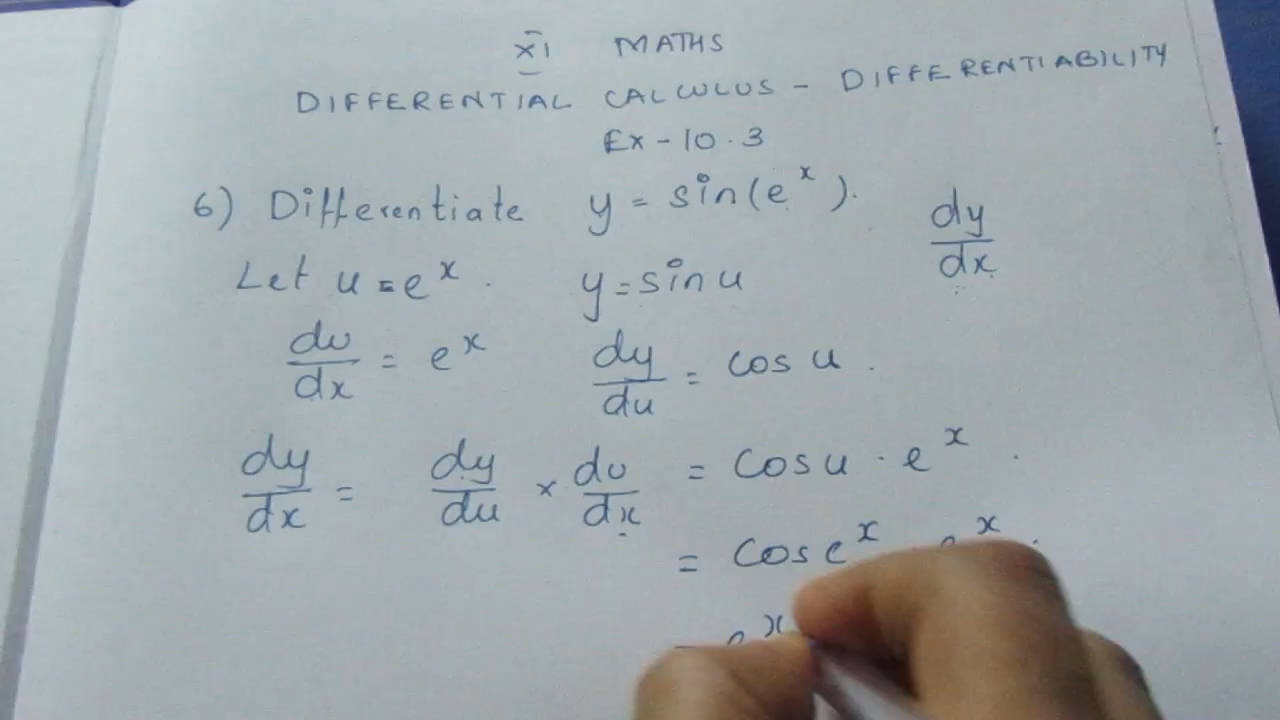 XI MATHS
DIFFERENTIAL CALCULUS - DIFFERENTIABILITY
Ex - 10.3
6) Differentiate y = sin(e^x). dy/dx
Let u = e^x. y = sin u
du/dx = e^x dy/du = cos u.
dy/dx = dy/du × du/dx = cos u · e^x.
= cos e^x · e^x.
= e^x